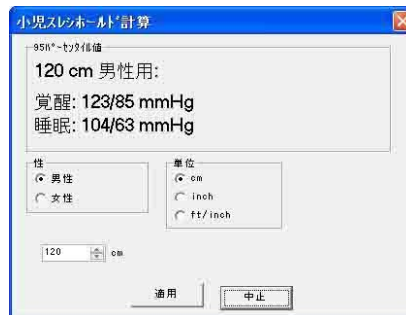 小児ｽﾚｼﾎｰﾙﾄﾞ計算
95ﾊﾟｰｾﾝﾀｲﾙ値
120 cm 男性用:
覚醒: 123/85 mmHg
睡眠: 104/63 mmHg
性
男性
女性
単位
cm
inch
ft/inch
120 cm
適用 中止